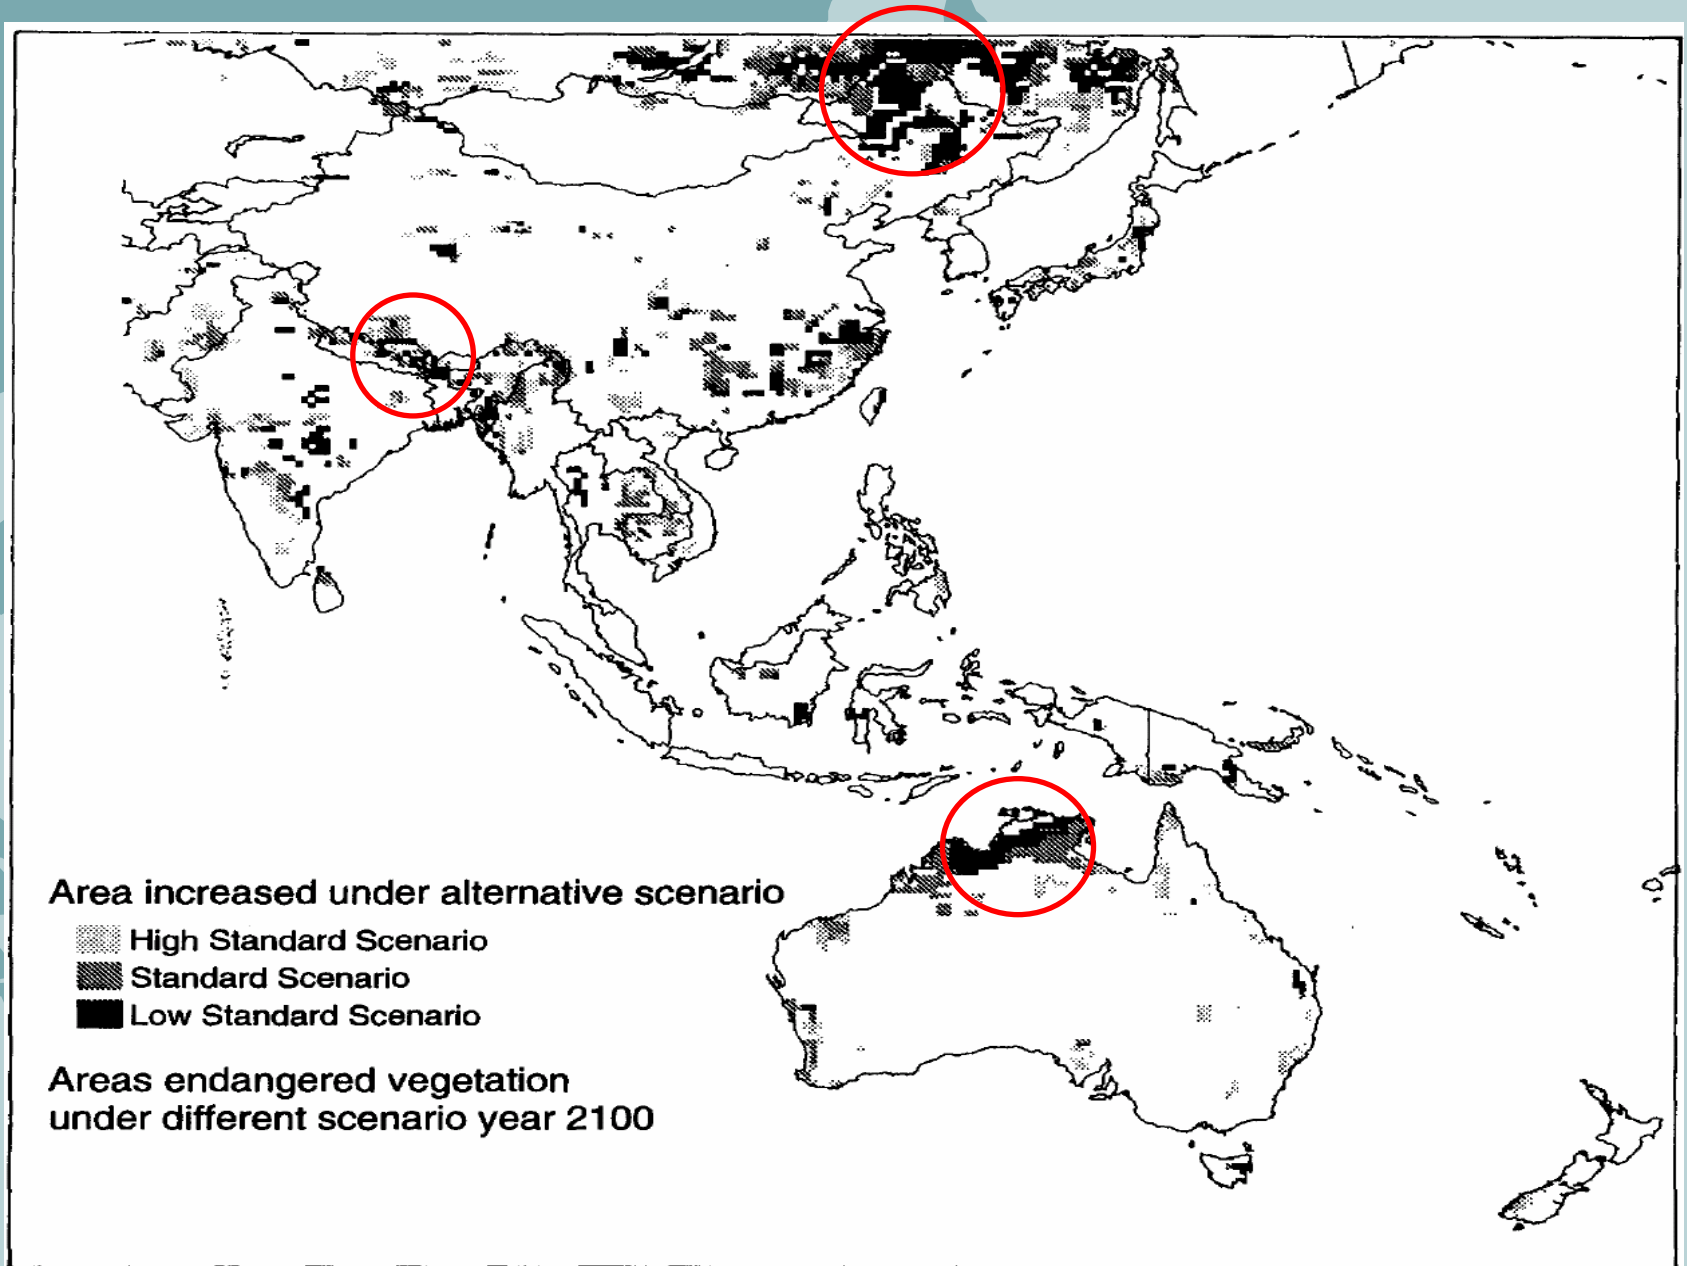 Area increased under alternative scenario
High Standard Scenario
Standard Scenario
Low Standard Scenario
Areas endangered vegetation
under different scenario year 2100